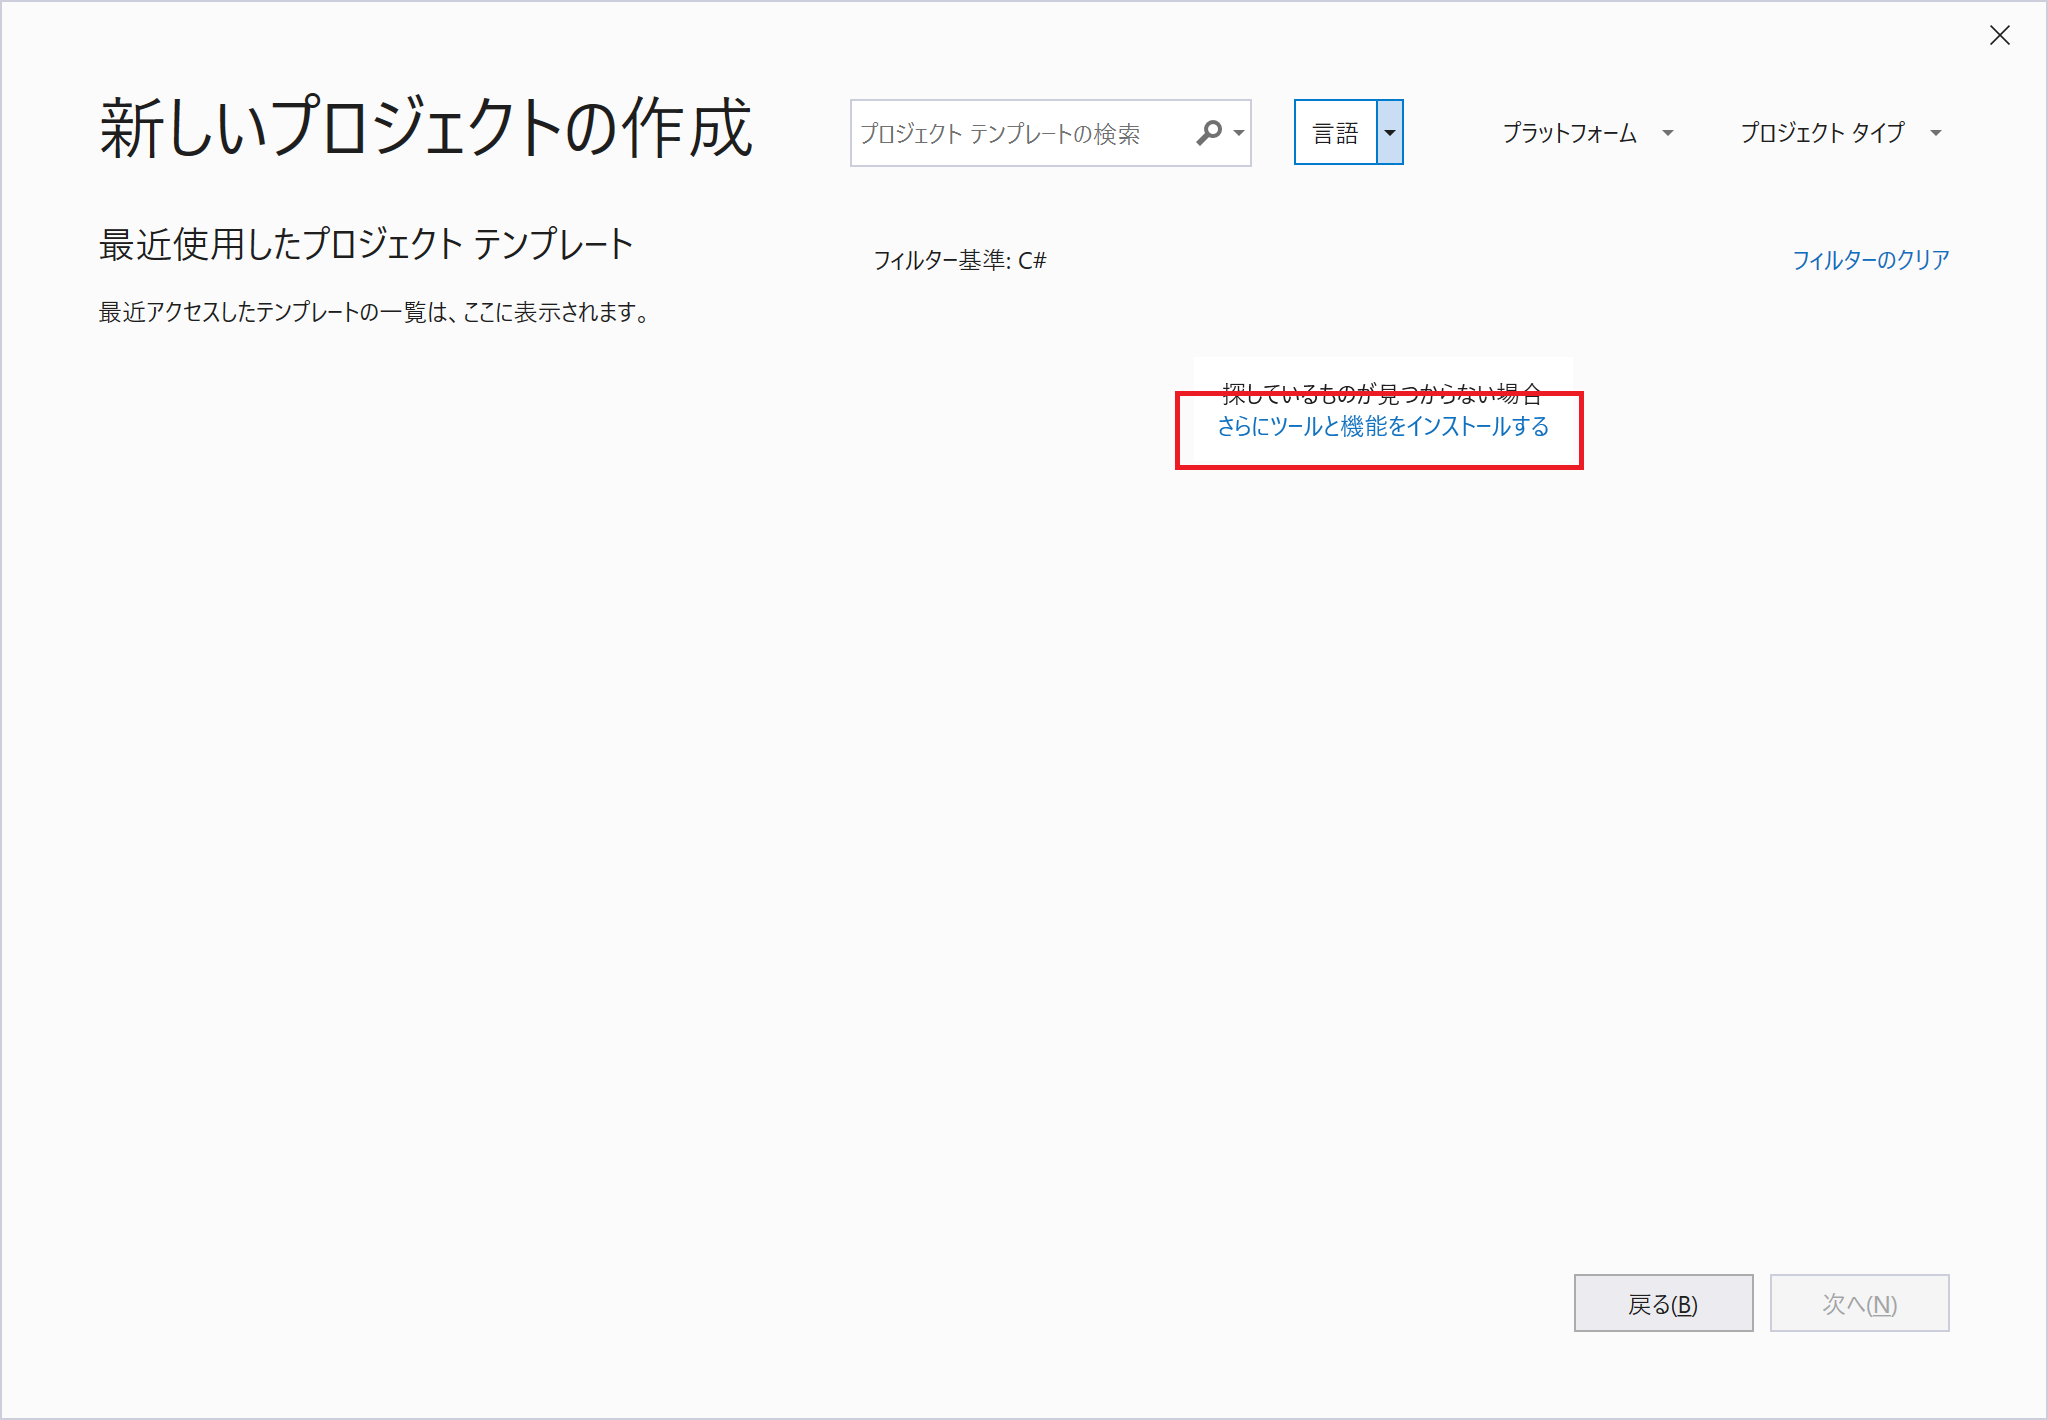 新しいプロジェクトの作成
プロジェクト テンプレートの検索
言語
プラットフォーム
プロジェクト タイプ
最近使用したプロジェクト テンプレート
最近アクセスしたテンプレートの一覧は、ここに表示されます。
フィルター基準: C#
フィルターのクリア
探しているものが見つからない場合
さらにツールと機能をインストールする
戻る(B)
次へ(N)